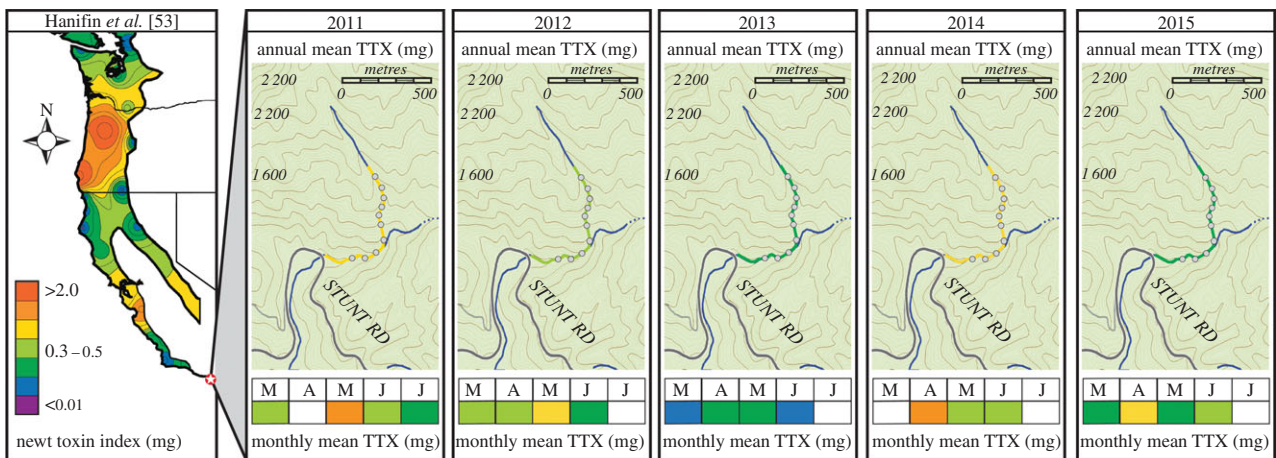 Hanifin et al. [53]
N
>2.0
0.3 – 0.5
<0.01
newt toxin index (mg)
2011
annual mean TTX (mg)
metres
500
2 200
2 200
1 600
STUNT RD
M A M J J
monthly mean TTX (mg)
2012
annual mean TTX (mg)
metres
500
2 200
2 200
1 600
STUNT RD
M A M J J
monthly mean TTX (mg)
2013
annual mean TTX (mg)
metres
500
2 200
2 200
1 600
STUNT RD
M A M J J
monthly mean TTX (mg)
2014
annual mean TTX (mg)
metres
500
2 200
2 200
1 600
STUNT RD
M A M J J
monthly mean TTX (mg)
2015
annual mean TTX (mg)
metres
500
2 200
2 200
1 600
STUNT RD
M A M J J
monthly mean TTX (mg)